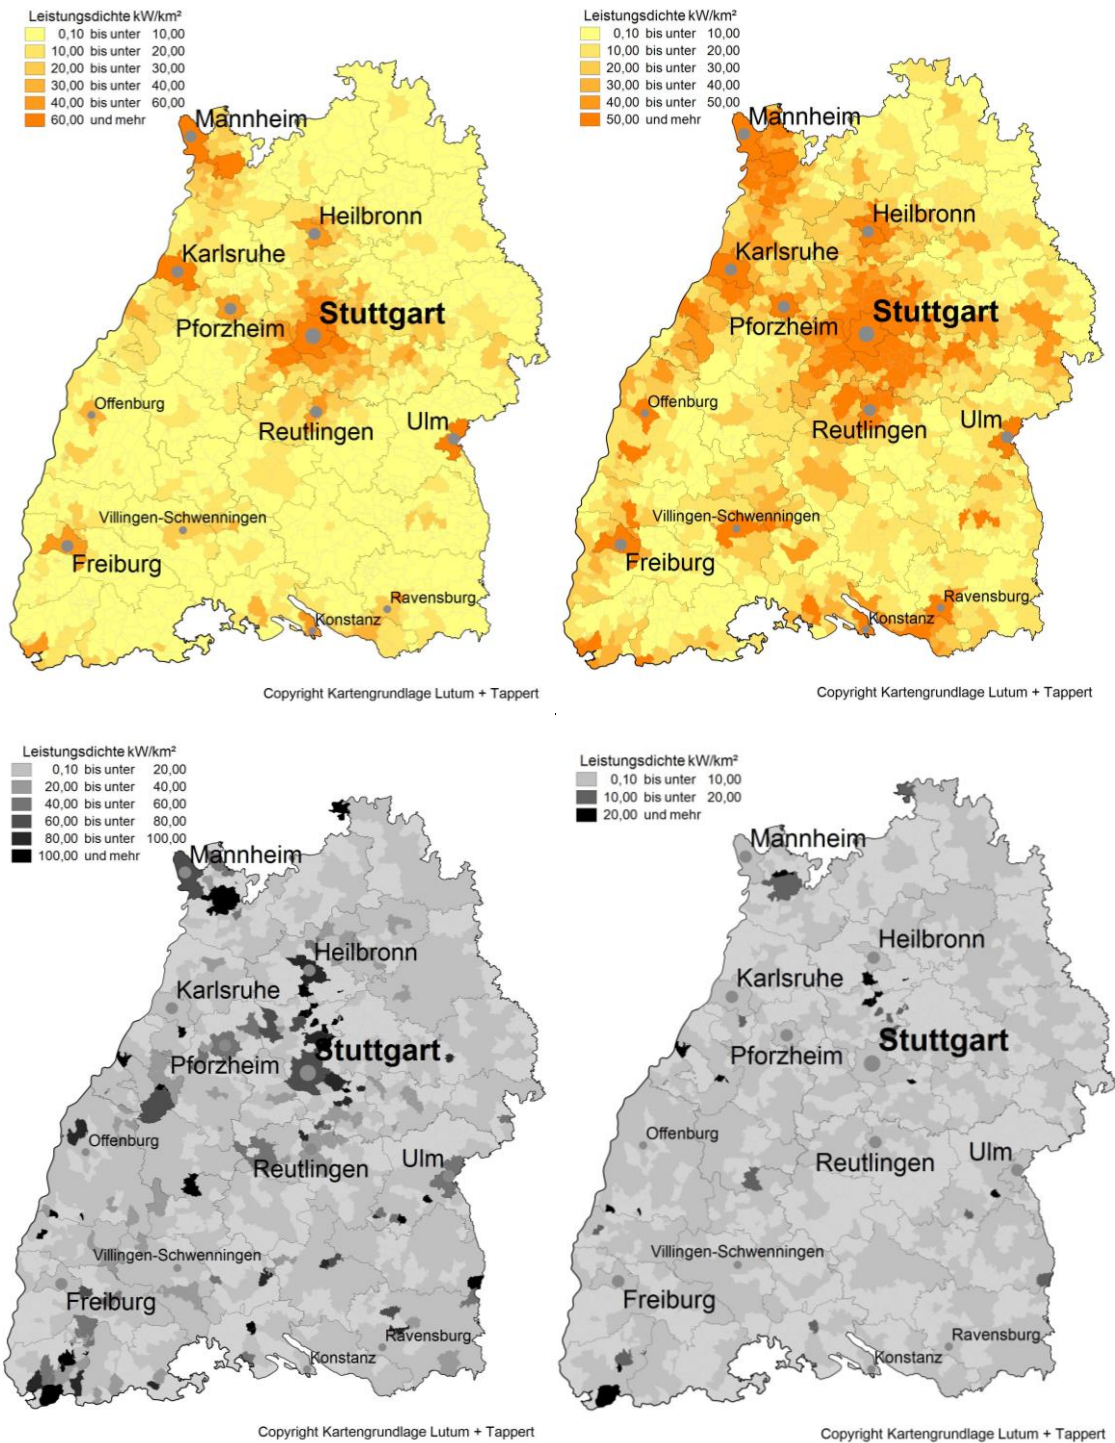 Leistungsdichte kW/km²
0,10 bis unter 10,00
10,00 bis unter 20,00
20,00 bis unter 30,00
30,00 bis unter 40,00
40,00 bis unter 60,00
60,00 und mehr
Mannheim
Heilbronn
Karlsruhe
Stuttgart
Pforzheim
Offenburg
Reutlingen
Ulm
Villingen-Schwenningen
Freiburg
Ravensburg
Konstanz
Copyright Kartengrundlage Lutum + Tappert
Leistungsdichte kW/km²
0,10 bis unter 10,00
10,00 bis unter 20,00
20,00 bis unter 30,00
30,00 bis unter 40,00
40,00 bis unter 50,00
50,00 und mehr
Mannheim
Heilbronn
Karlsruhe
Stuttgart
Pforzheim
Offenburg
Reutlingen
Ulm
Villingen-Schwenningen
Freiburg
Ravensburg
Konstanz
Copyright Kartengrundlage Lutum + Tappert
Leistungsdichte kW/km²
0,10 bis unter 20,00
20,00 bis unter 40,00
40,00 bis unter 60,00
60,00 bis unter 80,00
80,00 bis unter 100,00
100,00 und mehr
Mannheim
Heilbronn
Karlsruhe
Stuttgart
Pforzheim
Offenburg
Reutlingen
Ulm
Villingen-Schwenningen
Freiburg
Ravensburg
Konstanz
Copyright Kartengrundlage Lutum + Tappert
Leistungsdichte kW/km²
0,10 bis unter 10,00
10,00 bis unter 20,00
20,00 und mehr
Mannheim
Heilbronn
Karlsruhe
Stuttgart
Pforzheim
Offenburg
Reutlingen
Ulm
Villingen-Schwenningen
Freiburg
Ravensburg
Konstanz
Copyright Kartengrundlage Lutum + Tappert